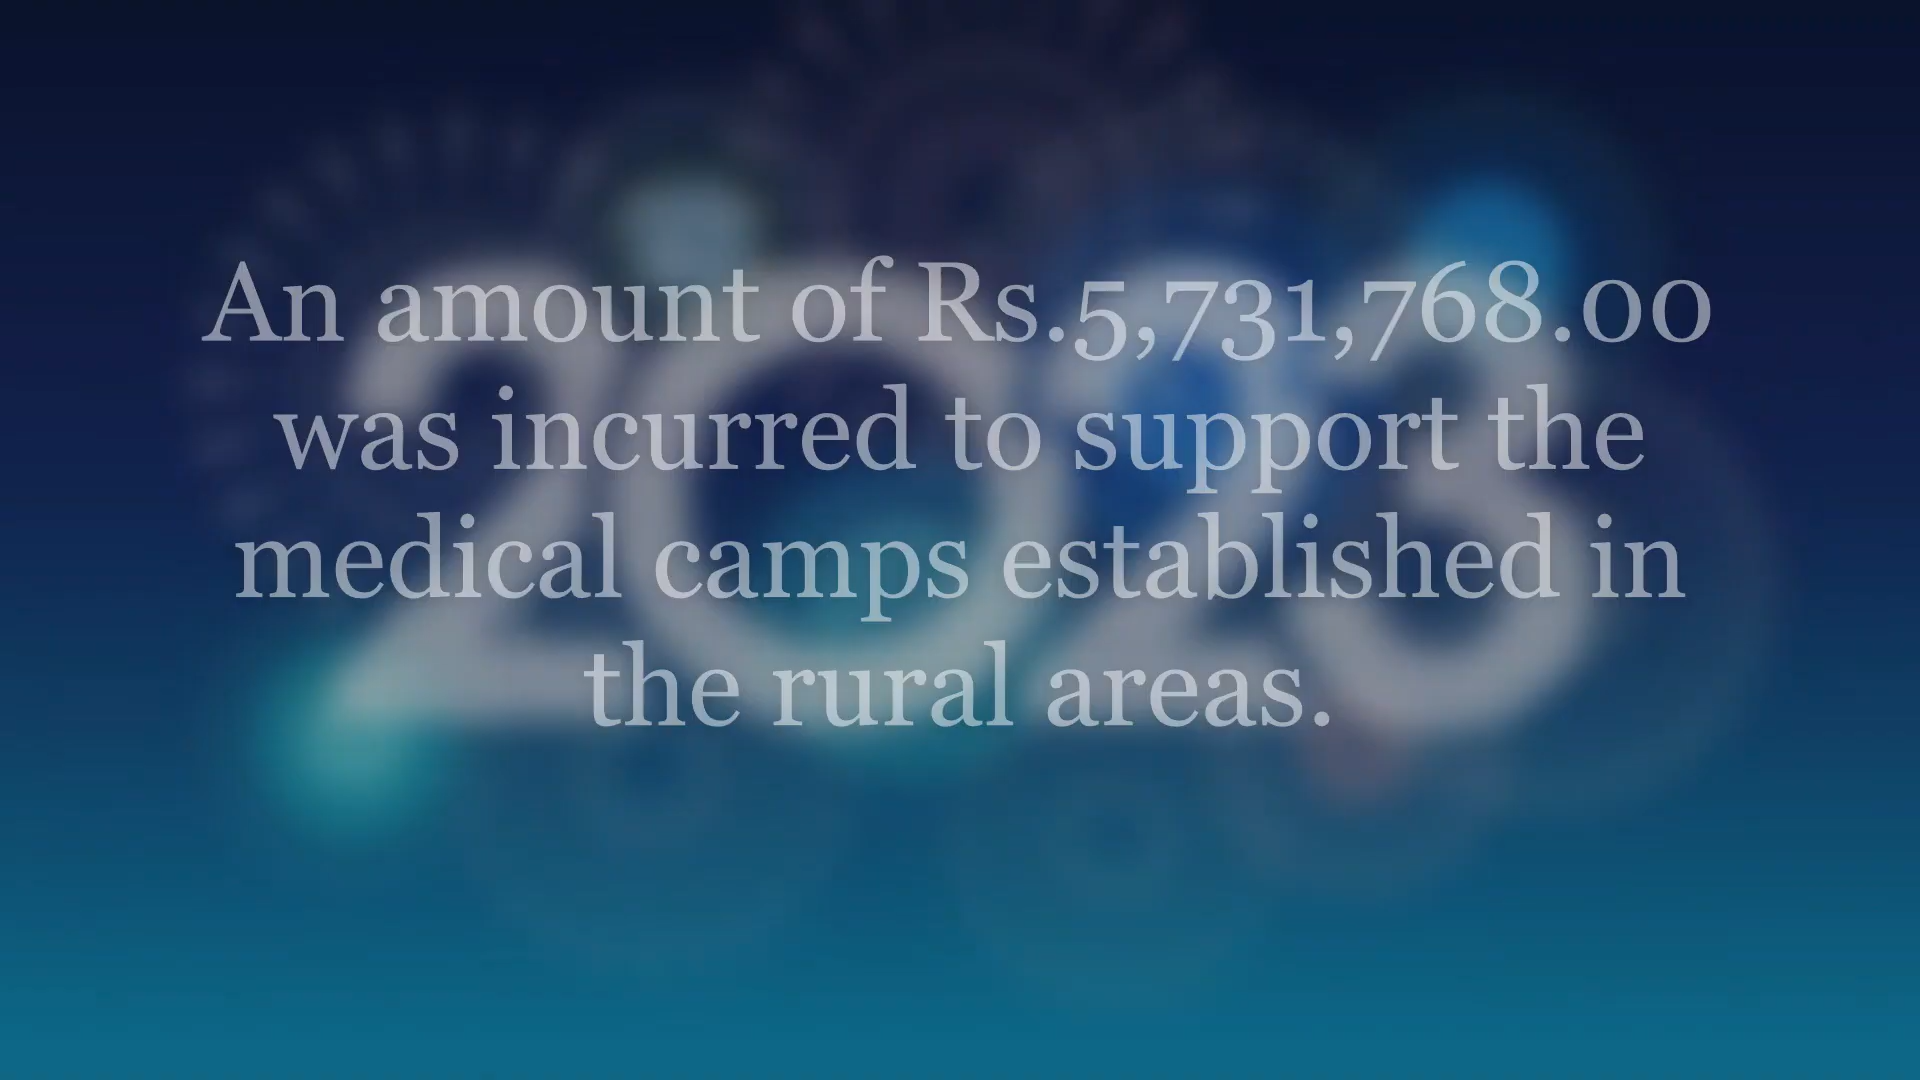 An amount of Rs.5,731,768.00
was incurred to support the
medical camps established in
the rural areas.
2023